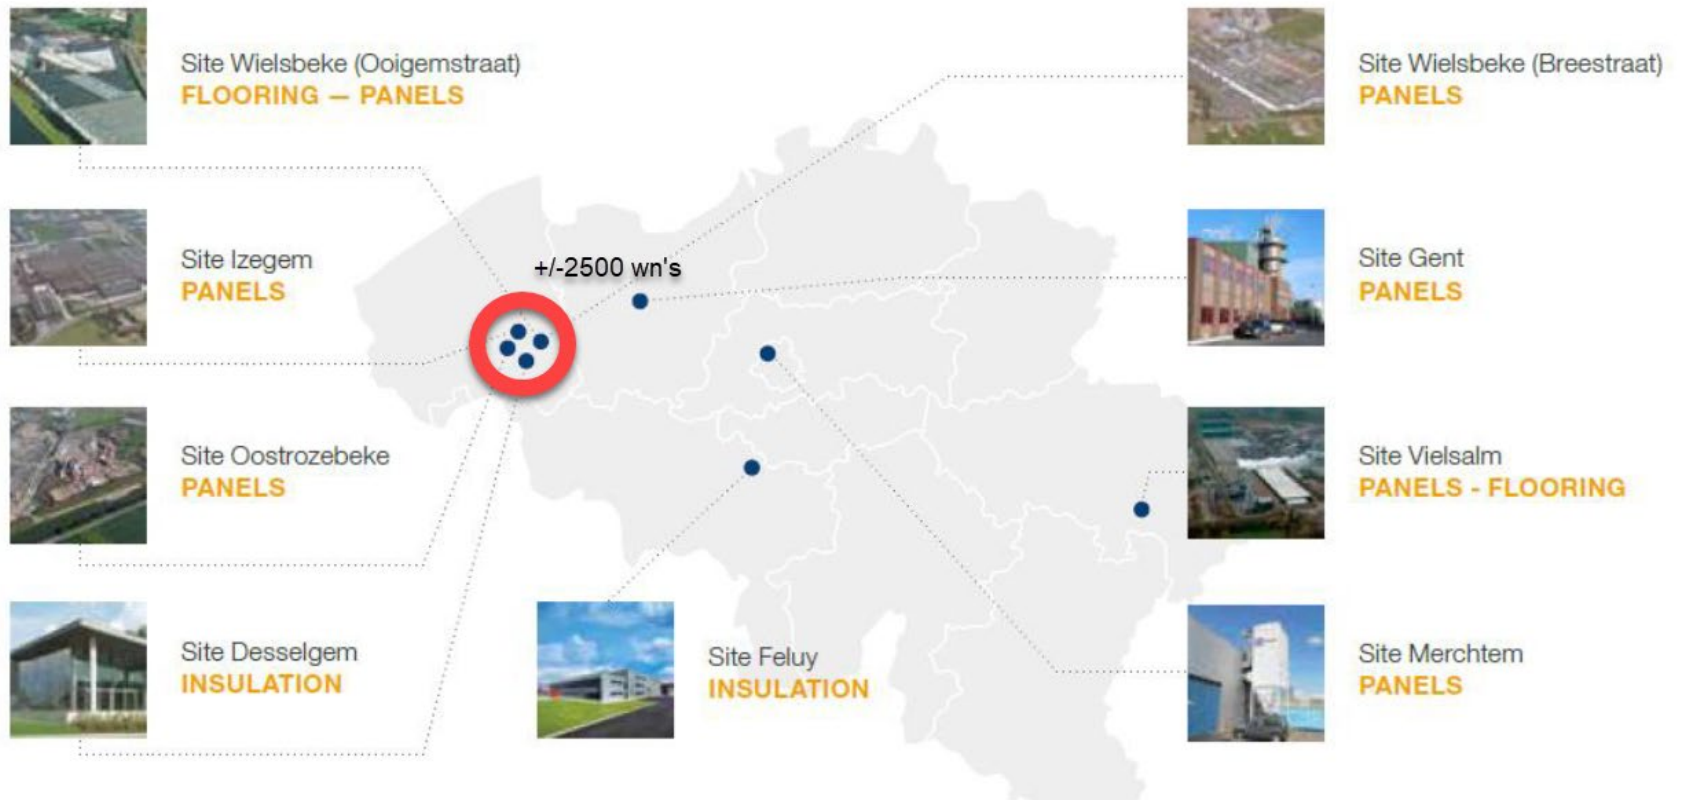 Site Wielsbeke (Ooigemstraat)
FLOORING — PANELS
Site Izegem
PANELS
Site Oostrozebeke
PANELS
Site Desselgem
INSULATION
+/-2500 wn's
Site Feluy
INSULATION
Site Wielsbeke (Breestraat)
PANELS
Site Gent
PANELS
Site Vielsalm
PANELS - FLOORING
Site Merchtem
PANELS